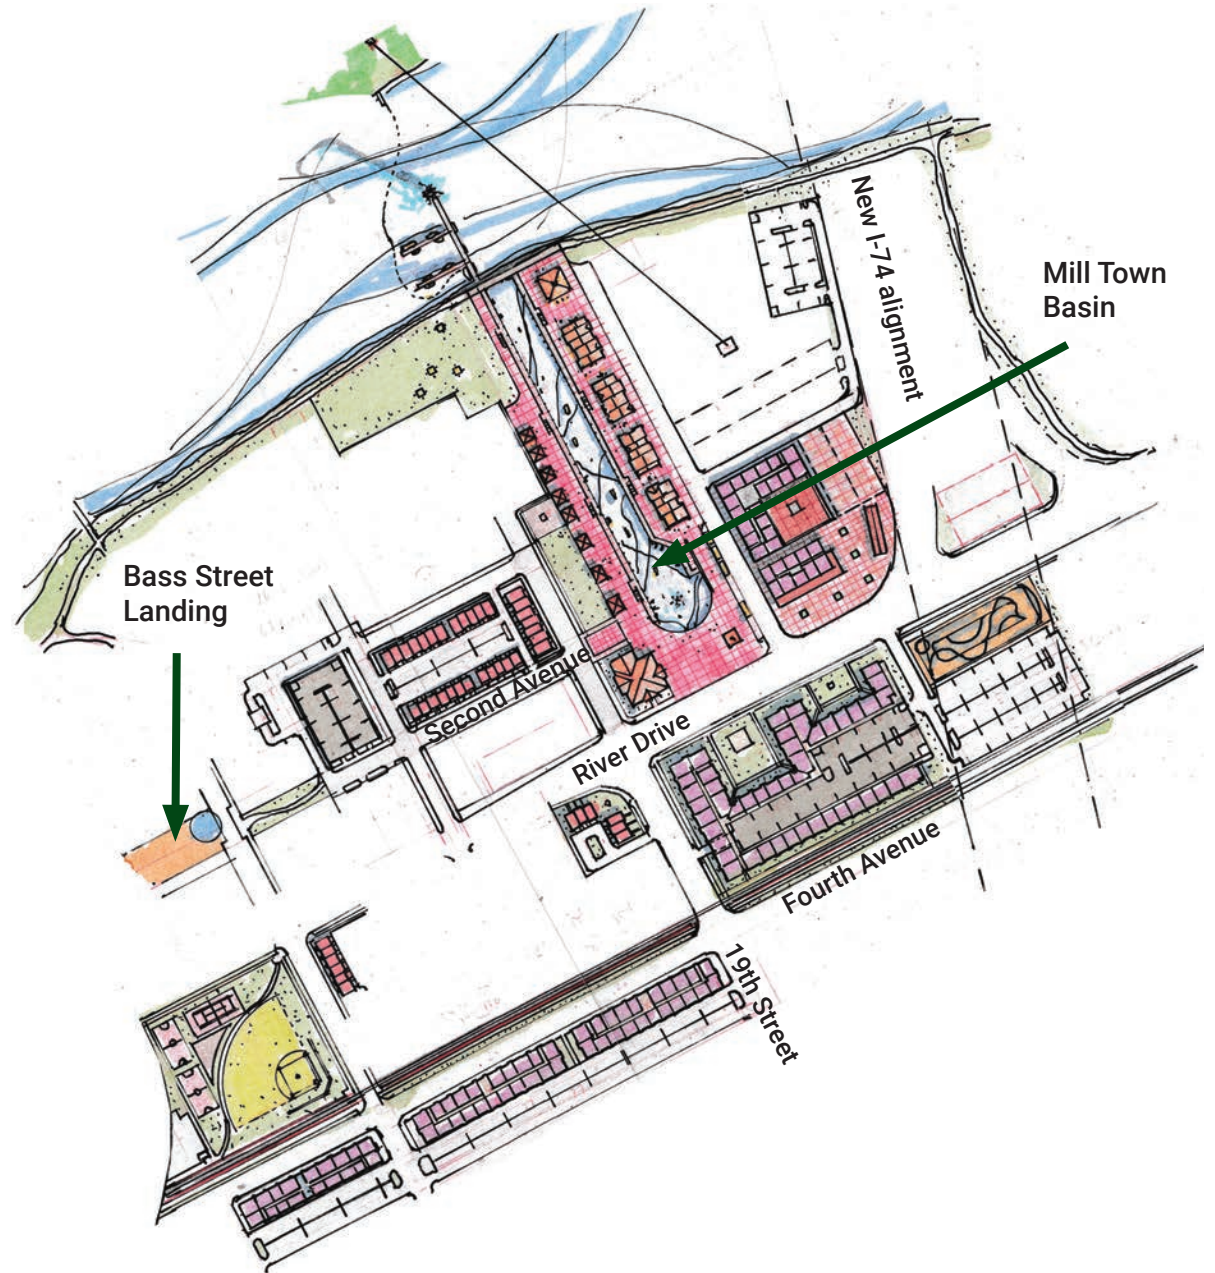 New I-74 alignment
Mill Town
Basin
Bass Street
Landing
Second Avenue
River Drive
Fourth Avenue
19th Street